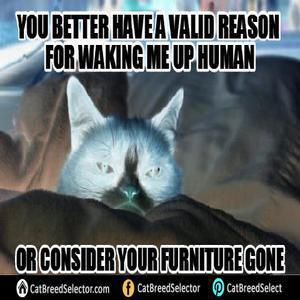 YOU BETTER HAVE A VALID REASON
FOR WAKING ME UP HUMAN
OR CONSIDER YOUR FURNITURE GONE
CatBreedSelector.com CatBreedSelector CatBreedSelect